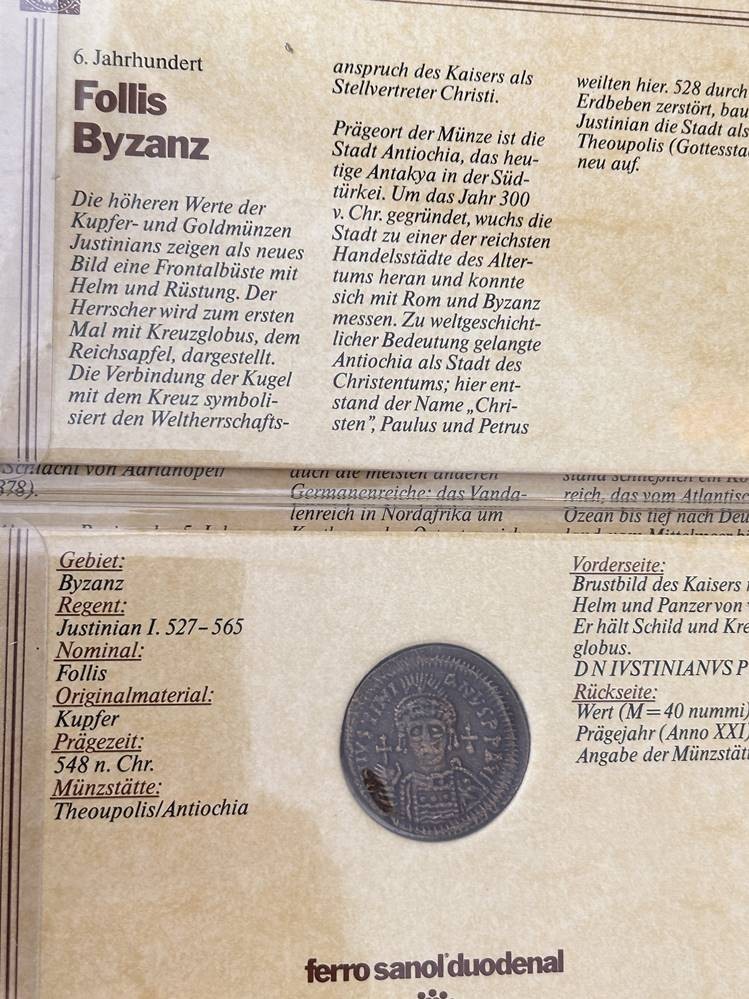 6. Jahrhundert
Follis
Byzanz
Die höheren Werte der
Kupfer- und Goldmünzen
Justinians zeigen als neues
Bild eine Frontalbüste mit
Helm und Rüstung. Der
Herrscher wird zum ersten
Mal mit Kreuzglobus, dem
Reichsapfel, dargestellt.
Die Verbindung der Kugel
mit dem Kreuz symboli-
siert den Weltherrschafts-
anspruch des Kaisers als
Stellvertreter Christi.
Prägeort der Münze ist die
Stadt Antiochia, das heu-
tige Antakya in der Süd-
türkei. Um das Jahr 300
v. Chr. gegründet, wuchs die
Stadt zu einer der reichsten
Handelsstädte des Alter-
tums heran und konnte
sich mit Rom und Byzanz
messen. Zu weltgeschicht-
licher Bedeutung gelangte
Antiochia als Stadt des
Christentums; hier ent-
stand der Name „Chri-
sten”, Paulus und Petrus
weilten hier. 528 durch
Erdbeben zerstört, bau
Justinian die Stadt als
Theoupolis (Gottessta
neu auf.
Schlacht von Adrianopel
378).
auch die meisten anderen
Germanenreiche: das Vanda-
lenreich in Nordafrika um
reich, das vom Atlantisc
Ozean bis tief nach Deu
Gebiet:
Byzanz
Regent:
Justinian I. 527–565
Nominal:
Follis
Originalmaterial:
Kupfer
Prägezeit:
548 n. Chr.
Münzstätte:
Theoupolis/Antiochia
Vorderseite:
Brustbild des Kaisers
Helm und Panzer von
Er hält Schild und Kre
globus.
D N IVSTINIANVS P
Rückseite:
Wert (M=40 nummi)
Prägejahr (Anno XXI)
Angabe der Münzstät
ferro sanol duodenal